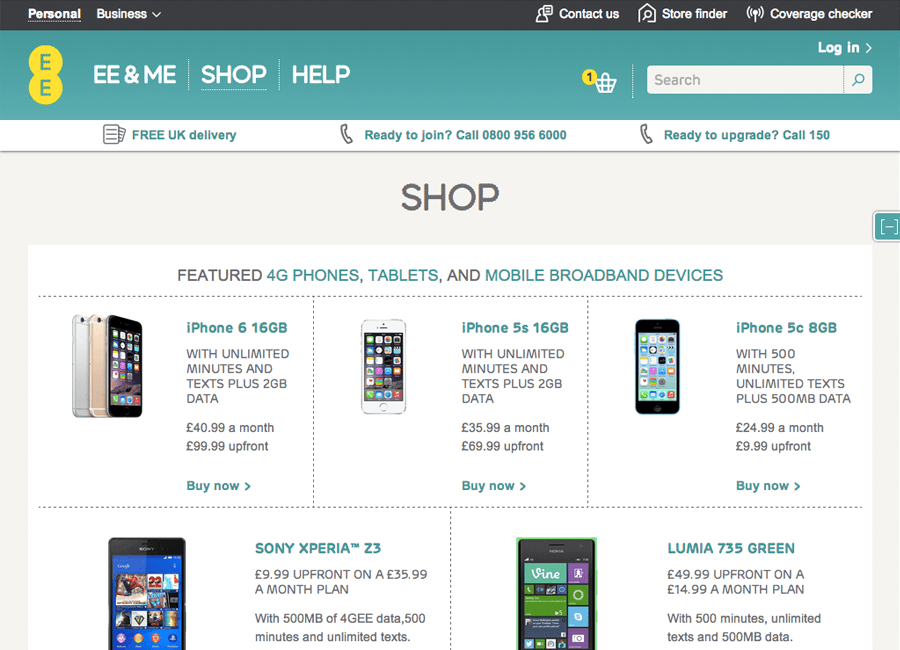 Personal Business Contact us Store finder Coverage checker
Log in
EE
EE & ME SHOP HELP 1 Search
FREE UK delivery Ready to join? Call 0800 956 6000 Ready to upgrade? Call 150
SHOP
[-]
FEATURED 4G PHONES, TABLETS, AND MOBILE BROADBAND DEVICES
iPhone 6 16GB
WITH UNLIMITED
MINUTES AND
TEXTS PLUS 2GB
DATA
£40.99 a month
£99.99 upfront
Buy now
iPhone 5s 16GB
WITH UNLIMITED
MINUTES AND
TEXTS PLUS 2GB
DATA
£35.99 a month
£69.99 upfront
Buy now
iPhone 5c 8GB
WITH 500
MINUTES,
UNLIMITED TEXTS
PLUS 500MB DATA
£24.99 a month
£9.99 upfront
Buy now
SONY
Google
SONY XPERIA™ Z3
£9.99 UPFRONT ON A £35.99
A MONTH PLAN
With 500MB of 4GEE data,500
minutes and unlimited texts.
NOKIA
Vine
LUMIA 735 GREEN
£49.99 UPFRONT ON A
£14.99 A MONTH PLAN
With 500 minutes, unlimited
texts and 500MB data.